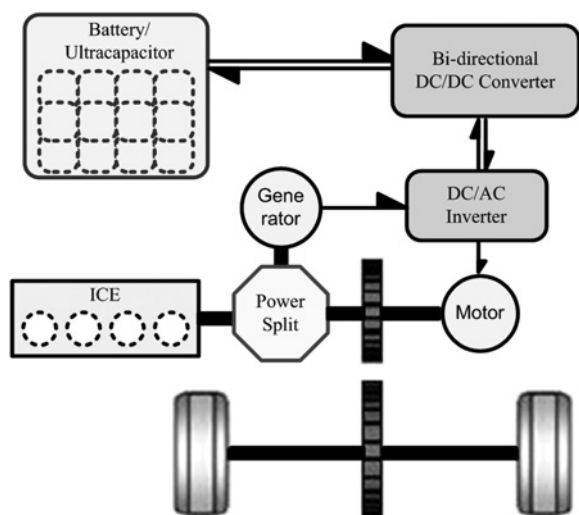 Battery/
Ultracapacitor
Bi-directional
DC/DC Converter
Gene
rator
DC/AC
Inverter
ICE
Power
Split
Motor